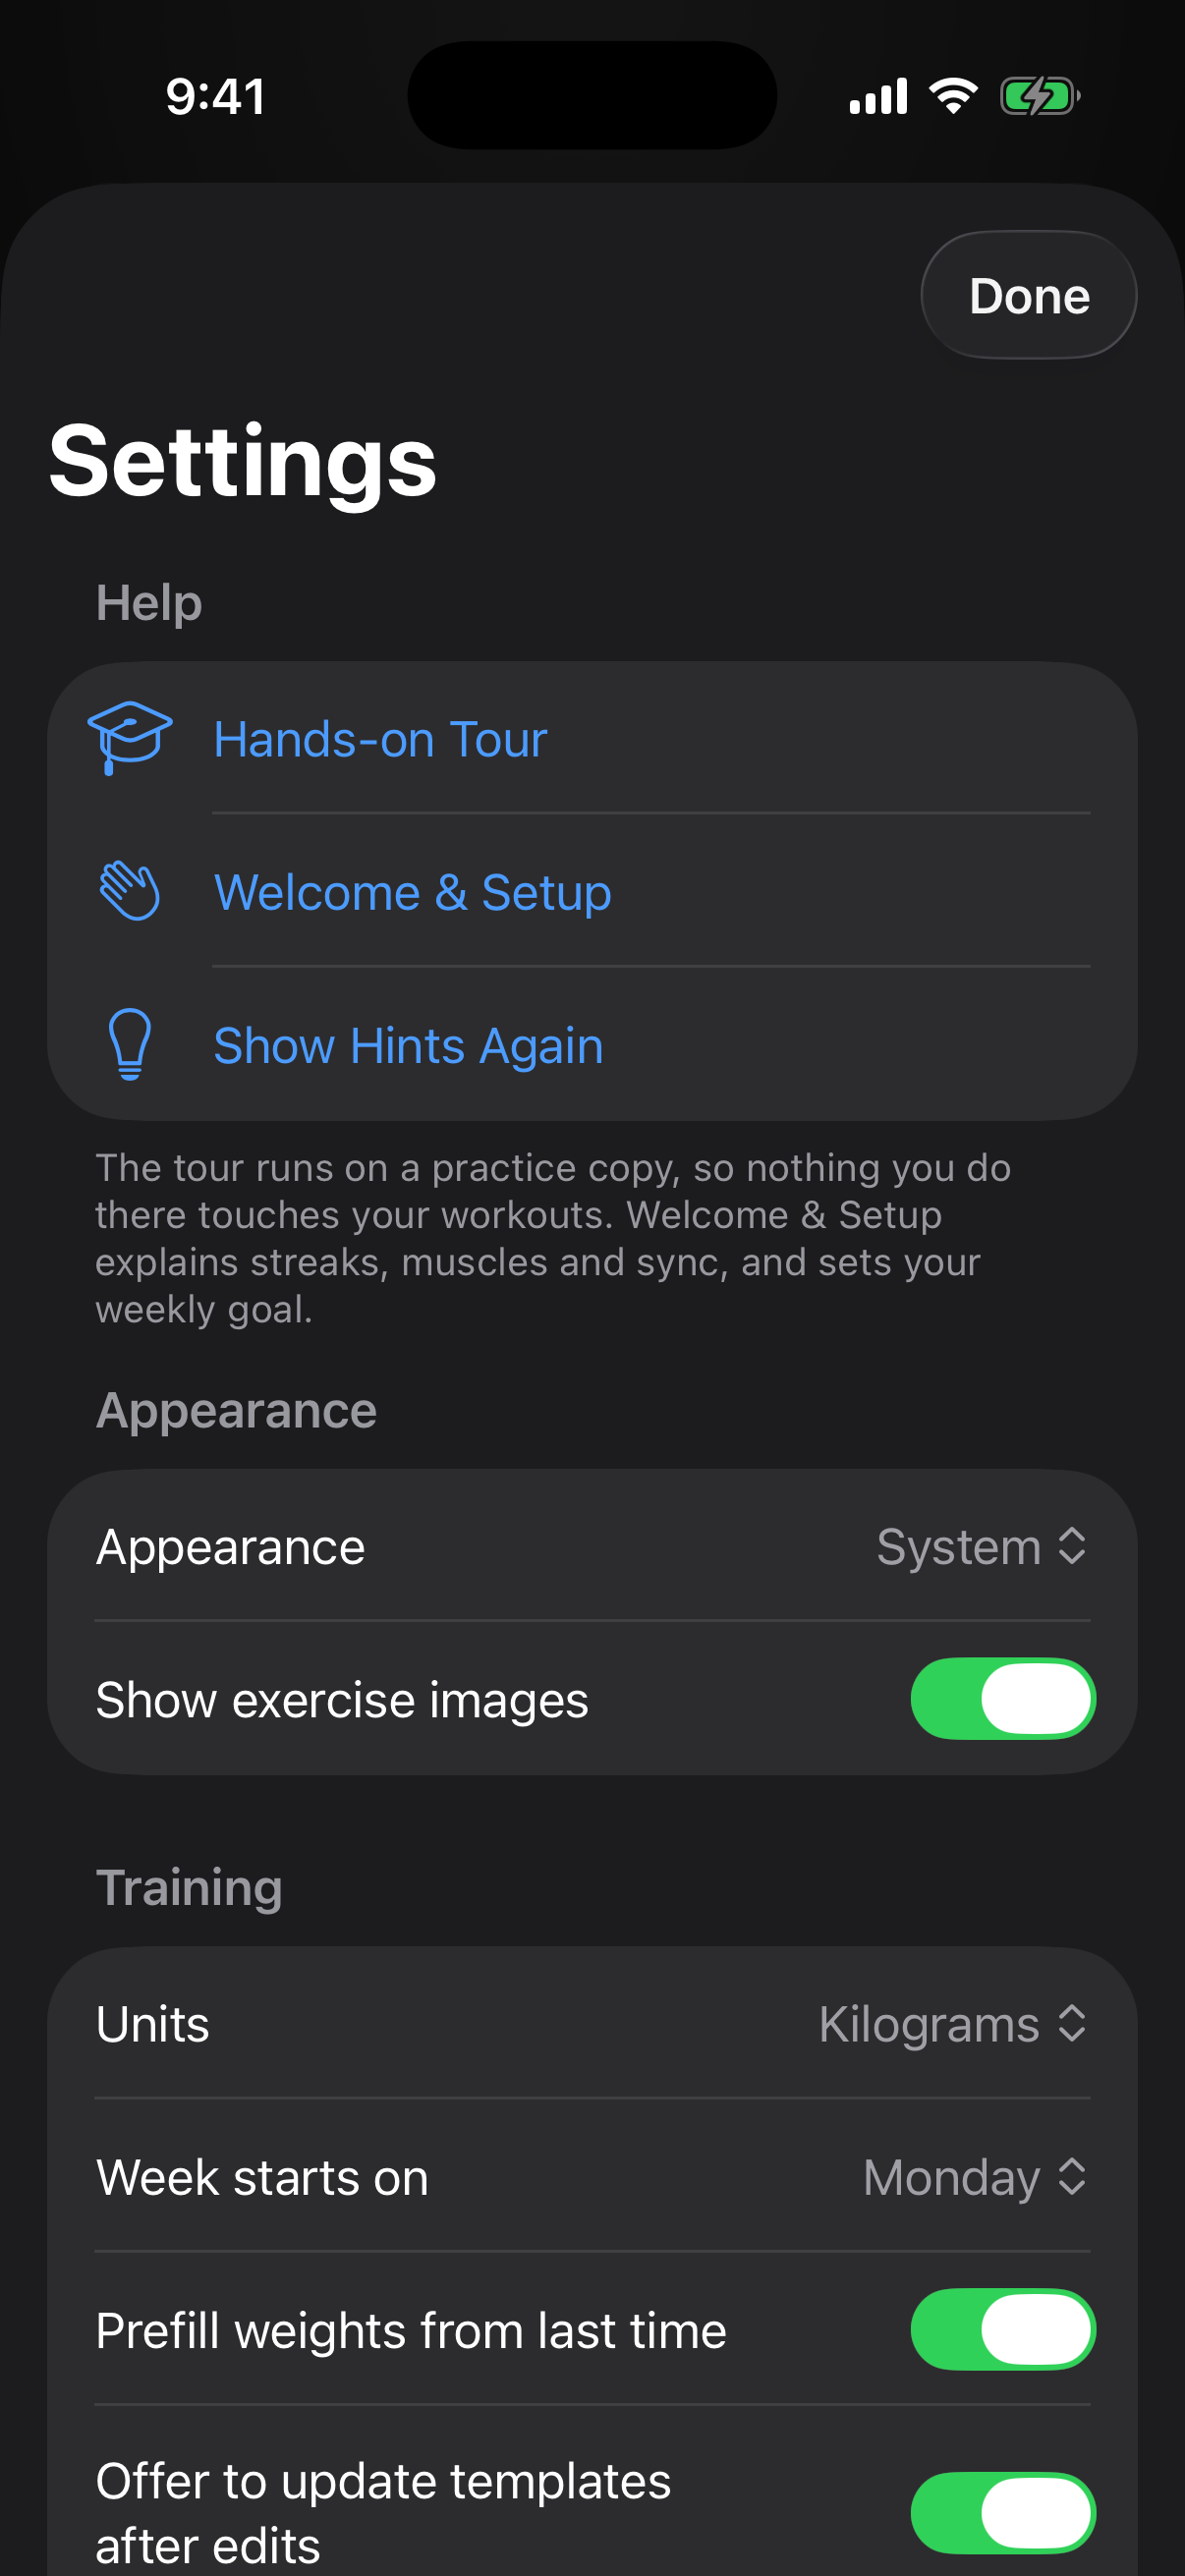 9:41
Done
Settings
Help
Hands-on Tour
Welcome & Setup
Show Hints Again
The tour runs on a practice copy, so nothing you do
there touches your workouts. Welcome & Setup
explains streaks, muscles and sync, and sets your
weekly goal.
Appearance
Appearance System
Show exercise images
Training
Units Kilograms
Week starts on Monday
Prefill weights from last time
Offer to update templates
after edits